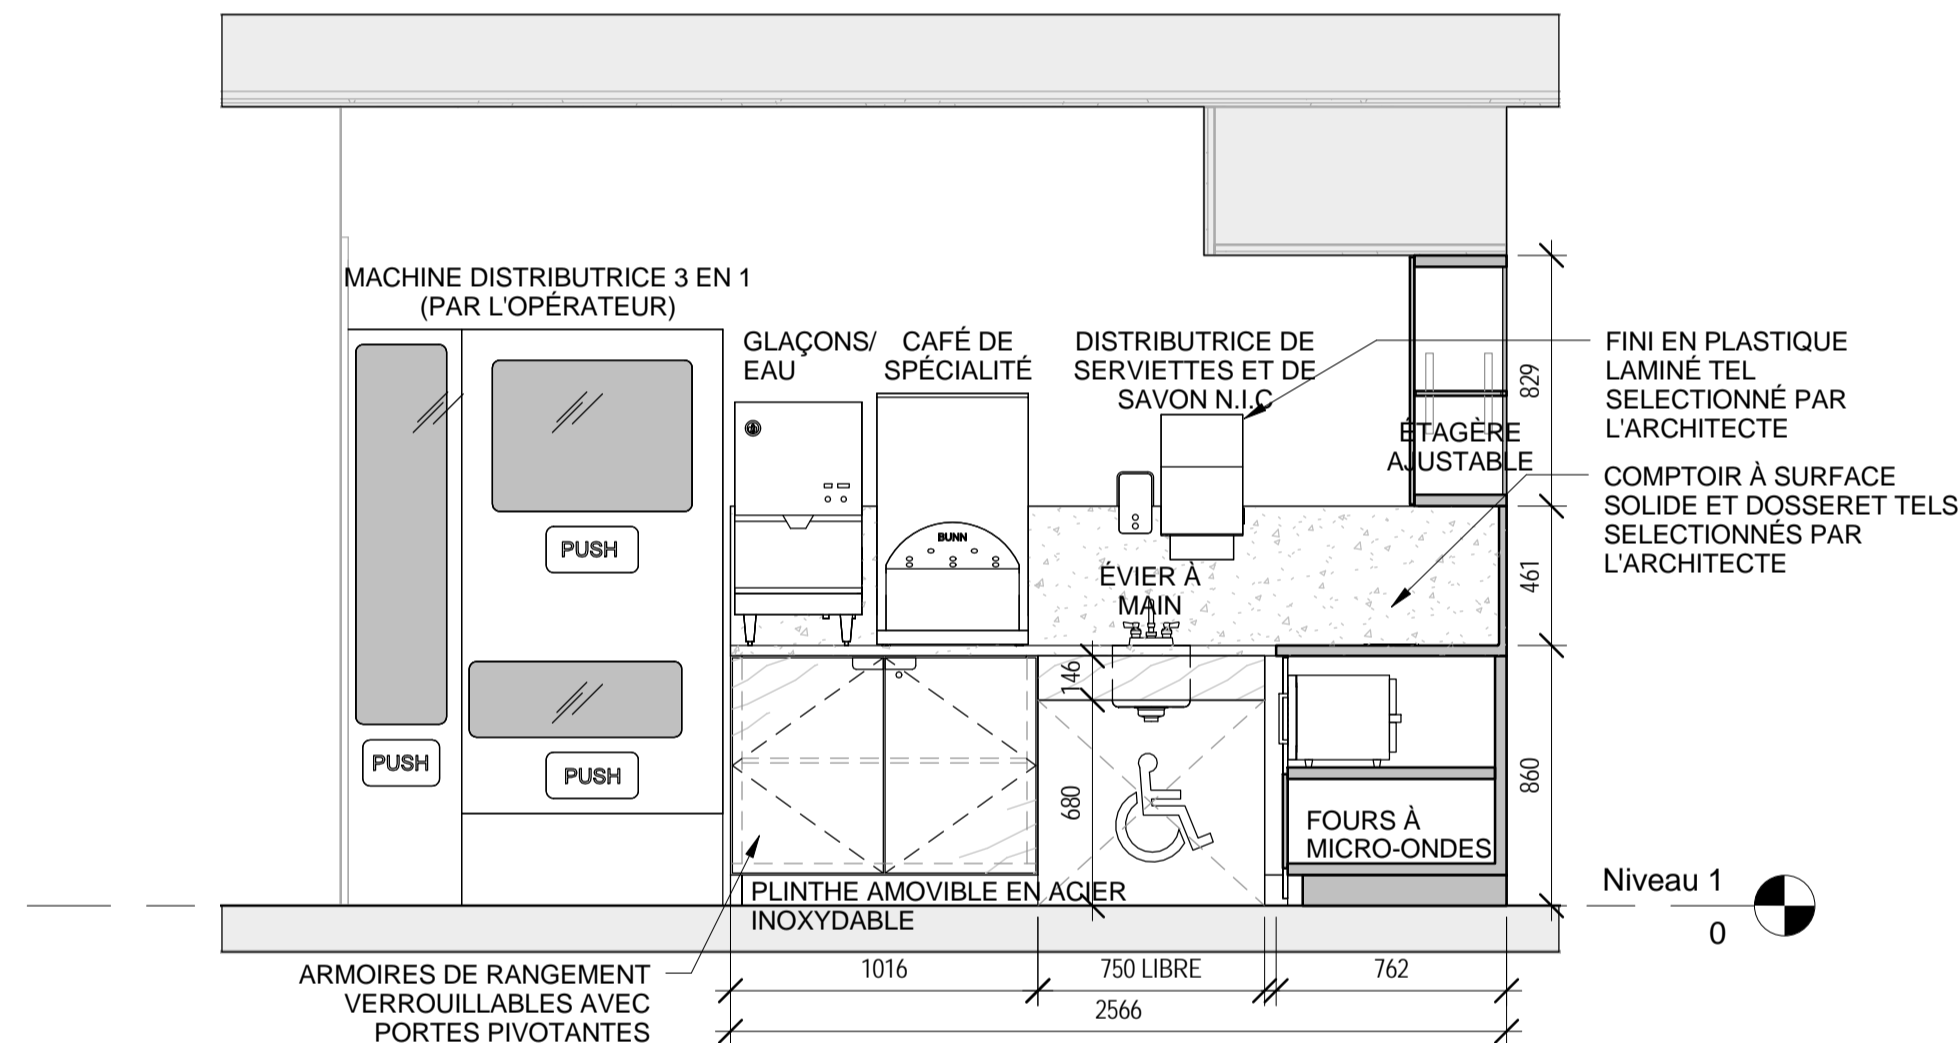 MACHINE DISTRIBUTRICE 3 EN 1
(PAR L'OPÉRATEUR)
GLAÇONS/
EAU
CAFÉ DE
SPÉCIALITÉ
DISTRIBUTRICE DE
SERVIETTES ET DE
SAVON N.I.C
FINI EN PLASTIQUE
LAMINÉ TEL
SELECTIONNÉ PAR
L'ARCHITECTE
829
ÉTAGÈRE
AJUSTABLE
COMPTOIR À SURFACE
SOLIDE ET DOSSERET TELS
SELECTIONNÉS PAR
L'ARCHITECTE
PUSH
BUNN
461
ÉVIER À
MAIN
146
PUSH
PUSH
680
860
FOURS À
MICRO-ONDES
PLINTHE AMOVIBLE EN ACIER
INOXYDABLE
Niveau 1
0
ARMOIRES DE RANGEMENT
VERROUILLABLES AVEC
PORTES PIVOTANTES
1016
750 LIBRE
762
2566